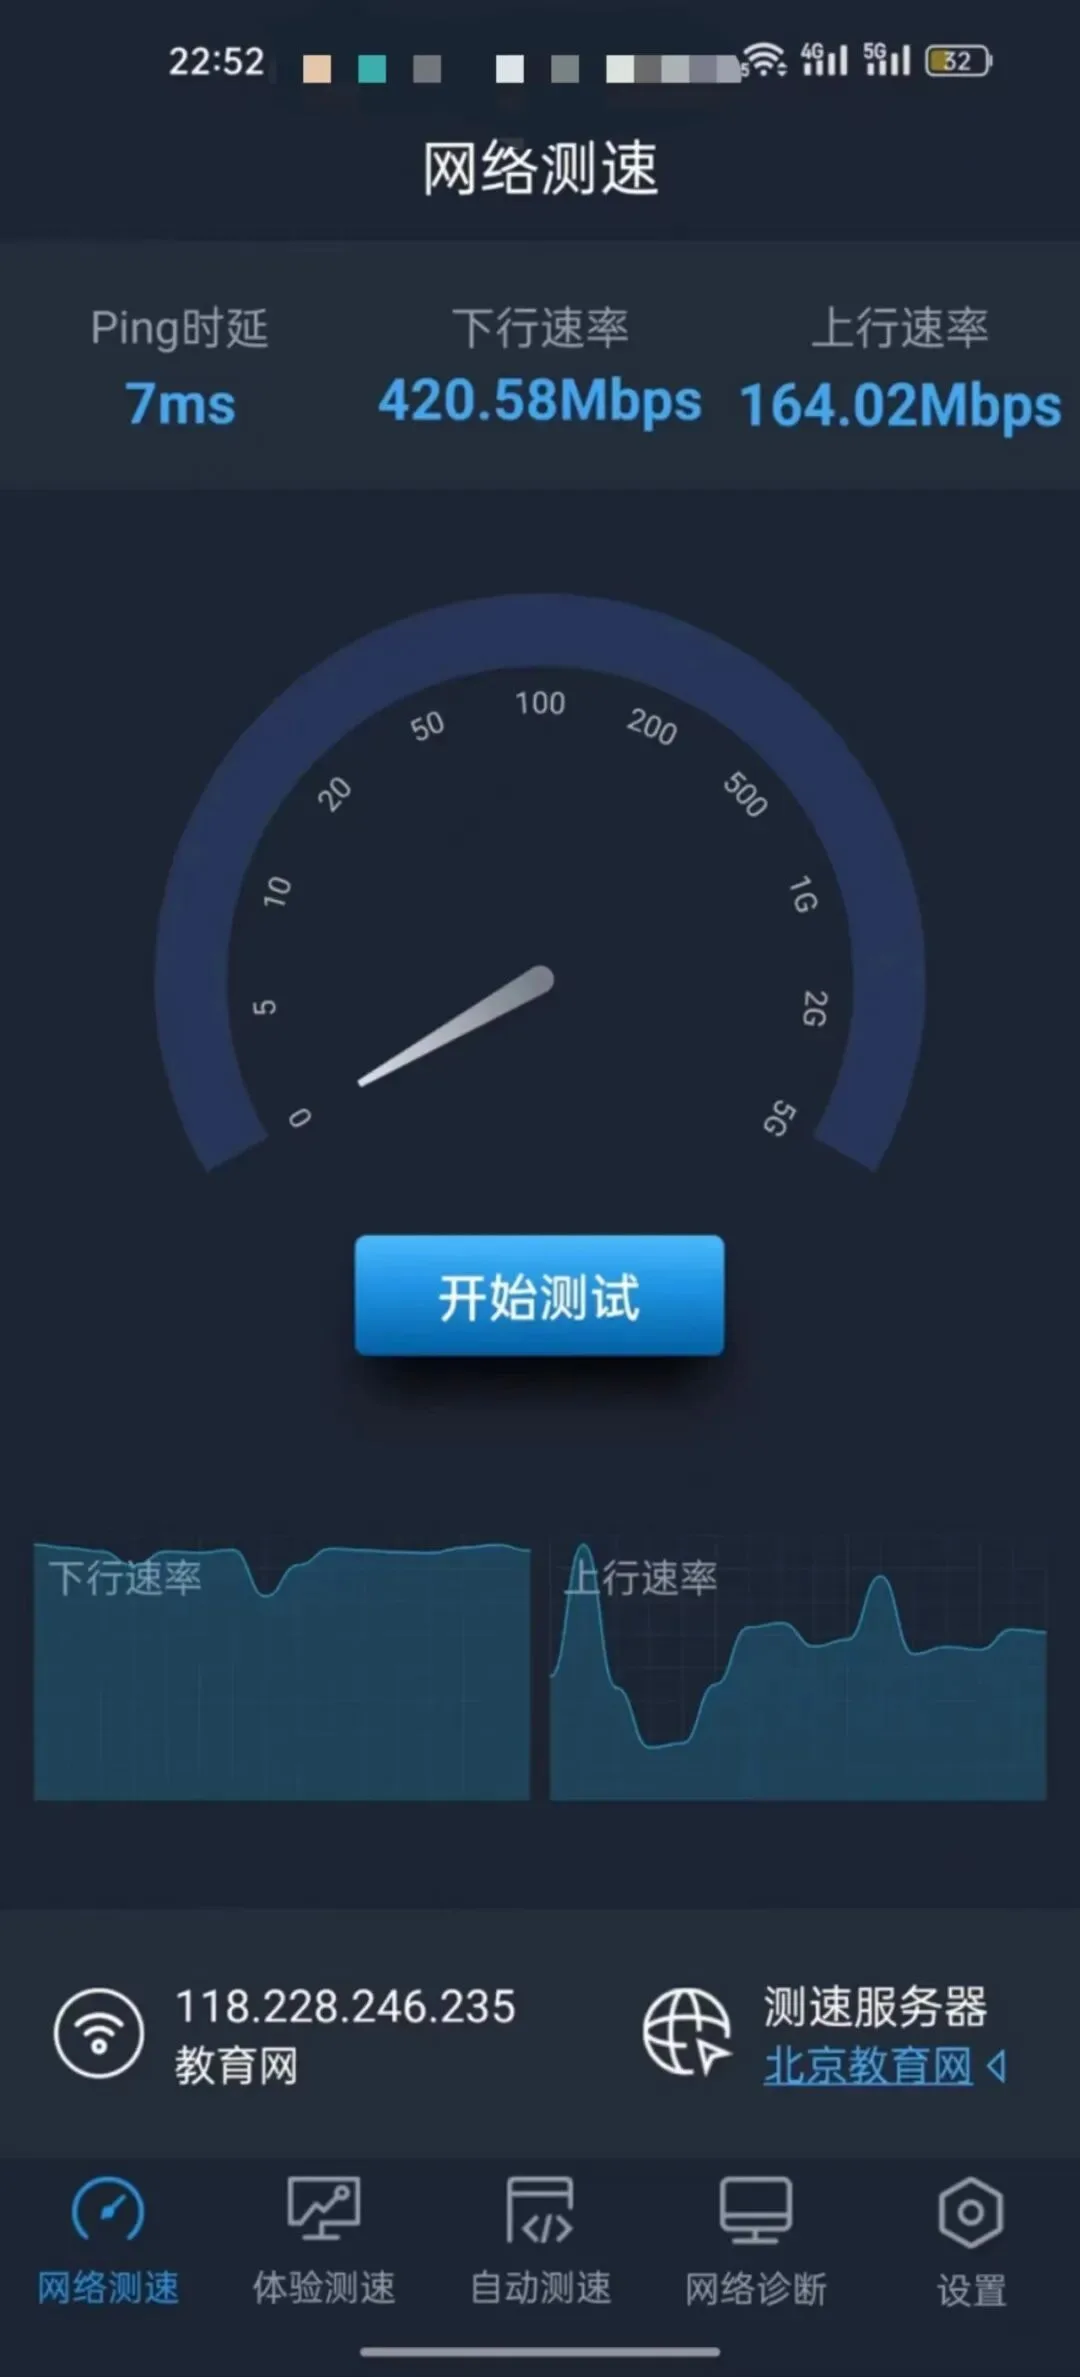 22:52
5 4G 5G 32
网络测速
Ping时延 下行速率 上行速率
7ms 420.58Mbps 164.02Mbps
0
5
10
20
50
100
200
500
1G
2G
5G
开始测试
下行速率 上行速率
118.228.246.235 测速服务器
教育网 北京教育网
网络测速 体验测速 自动测速 网络诊断 设置